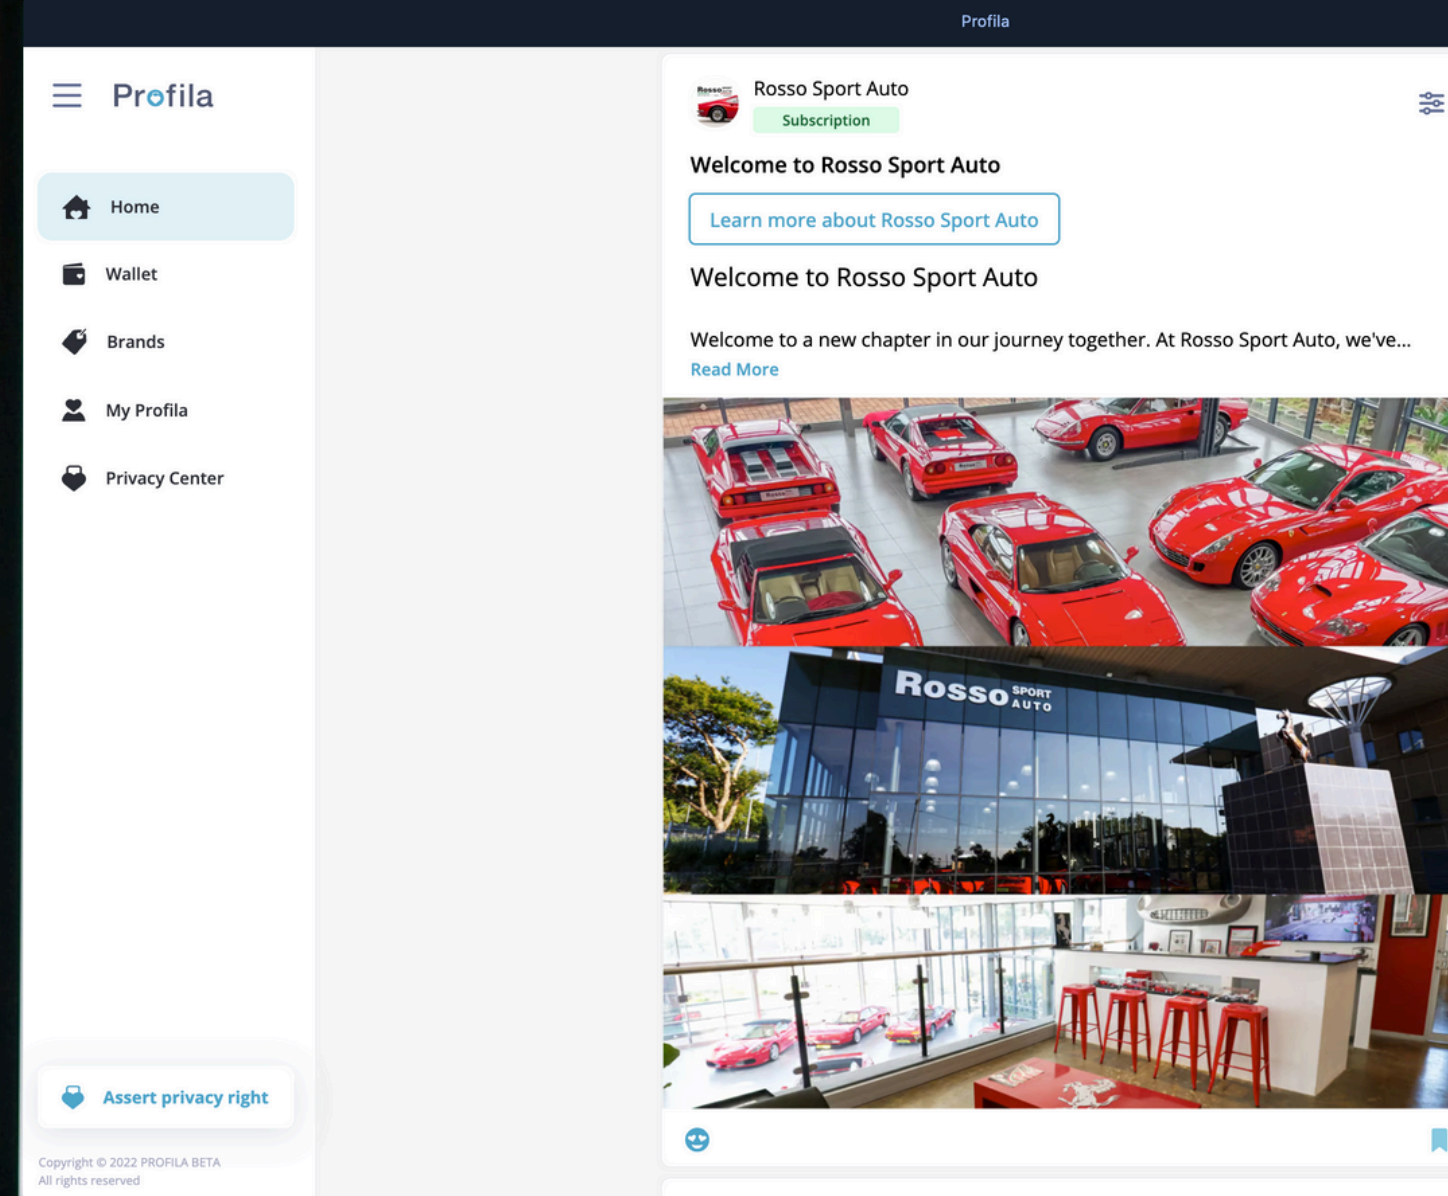 Profila
Profila
Home
Wallet
Brands
My Profila
Privacy Center
Assert privacy right
Copyright © 2022 PROFILA BETA
All rights reserved
Rosso Sport Auto
Subscription
Welcome to Rosso Sport Auto
Learn more about Rosso Sport Auto
Welcome to Rosso Sport Auto
Welcome to a new chapter in our journey together. At Rosso Sport Auto, we've...
Read More
Rosso SPORT
AUTO